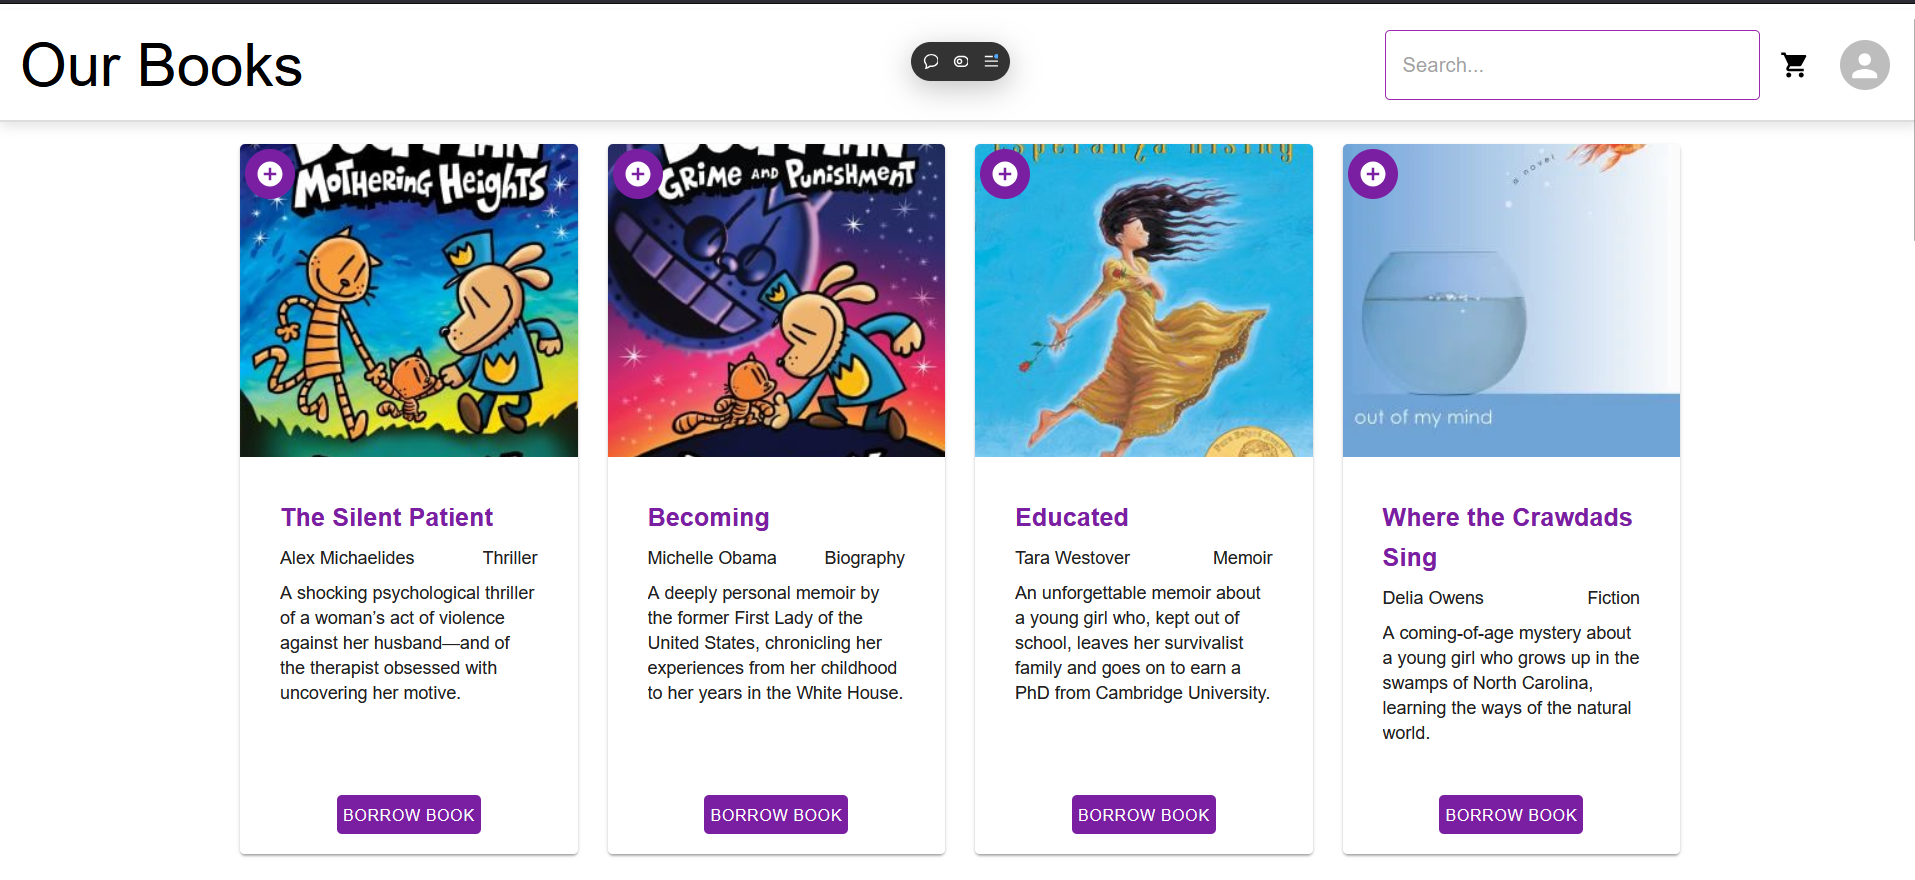 Our Books
Search...
MOTHERING HEIGHTS
GRIME AND PUNISHMENT
Esperanza Rising
a novel
out of my mind
The Silent Patient
Alex Michaelides Thriller
A shocking psychological thriller
of a woman’s act of violence
against her husband—and of
the therapist obsessed with
uncovering her motive.
BORROW BOOK
Becoming
Michelle Obama Biography
A deeply personal memoir by
the former First Lady of the
United States, chronicling her
experiences from her childhood
to her years in the White House.
BORROW BOOK
Educated
Tara Westover Memoir
An unforgettable memoir about
a young girl who, kept out of
school, leaves her survivalist
family and goes on to earn a
PhD from Cambridge University.
BORROW BOOK
Where the Crawdads
Sing
Delia Owens Fiction
A coming-of-age mystery about
a young girl who grows up in the
swamps of North Carolina,
learning the ways of the natural
world.
BORROW BOOK